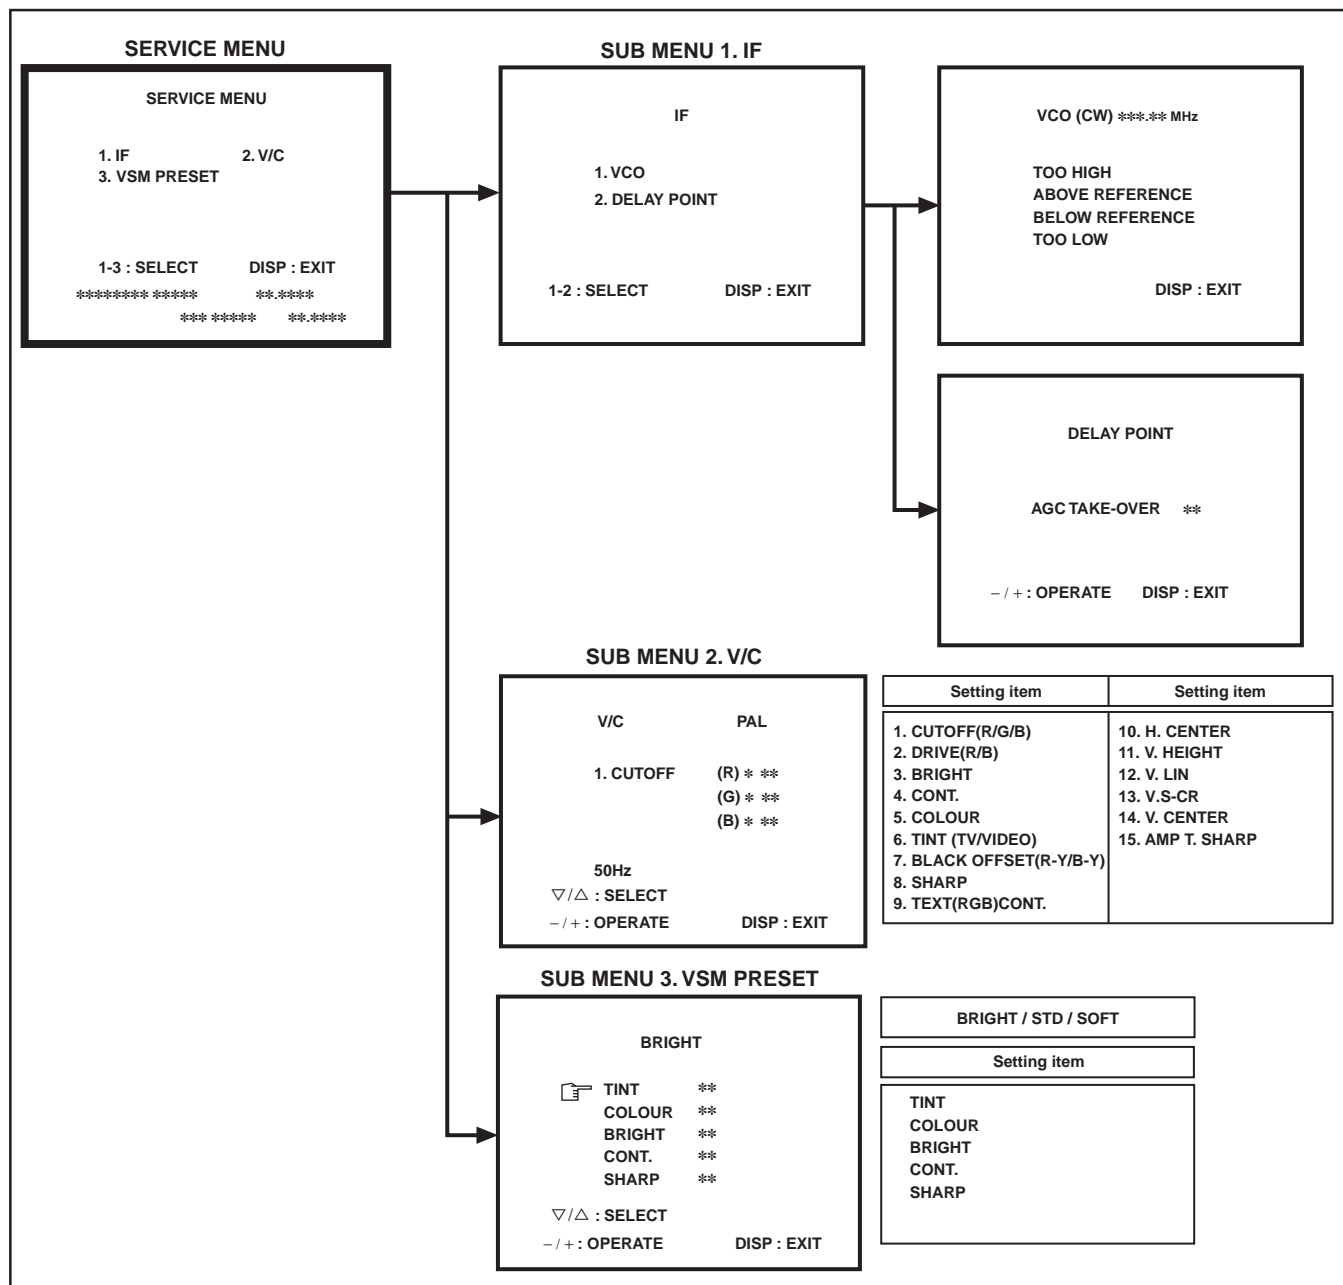 SERVICE MENU
SERVICE MENU
1. IF 2. V/C
3. VSM PRESET
1-3 : SELECT DISP : EXIT
******** ***** **.****
*** ***** **.****
SUB MENU 1. IF
IF
1. VCO
2. DELAY POINT
1-2 : SELECT DISP : EXIT
VCO (CW) ***.** MHz
TOO HIGH
ABOVE REFERENCE
BELOW REFERENCE
TOO LOW
DISP : EXIT
DELAY POINT
AGC TAKE-OVER **
– / + : OPERATE DISP : EXIT
SUB MENU 2. V/C
V/C PAL
1. CUTOFF (R) * **
(G) * **
(B) * **
50Hz
▽/△ : SELECT
– / + : OPERATE DISP : EXIT
Setting item
1. CUTOFF(R/G/B)
2. DRIVE(R/B)
3. BRIGHT
4. CONT.
5. COLOUR
6. TINT (TV/VIDEO)
7. BLACK OFFSET(R-Y/B-Y)
8. SHARP
9. TEXT(RGB)CONT.
Setting item
10. H. CENTER
11. V. HEIGHT
12. V. LIN
13. V.S-CR
14. V. CENTER
15. AMP T. SHARP
SUB MENU 3. VSM PRESET
BRIGHT
TINT **
COLOUR **
BRIGHT **
CONT. **
SHARP **
▽/△ : SELECT
– / + : OPERATE DISP : EXIT
BRIGHT / STD / SOFT
Setting item
TINT
COLOUR
BRIGHT
CONT.
SHARP